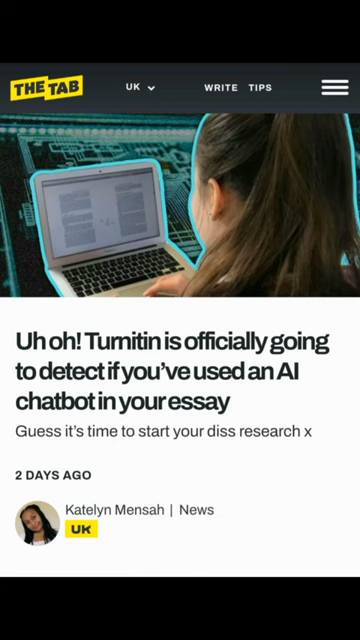 THE TAB
UK
WRITE TIPS
Uh oh! Turnitin is officially going
to detect if you've used an AI
chatbot in your essay
Guess it's time to start your diss research x
2 DAYS AGO
Katelyn Mensah | News
UK